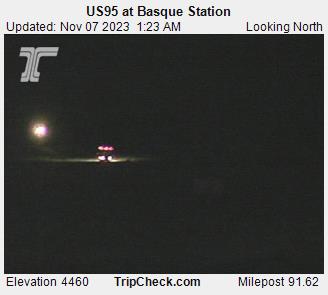 US95 at Basque Station
Updated: Nov 07 2023 1:23 AM Looking North
Elevation 4460 TripCheck.com Milepost 91.62